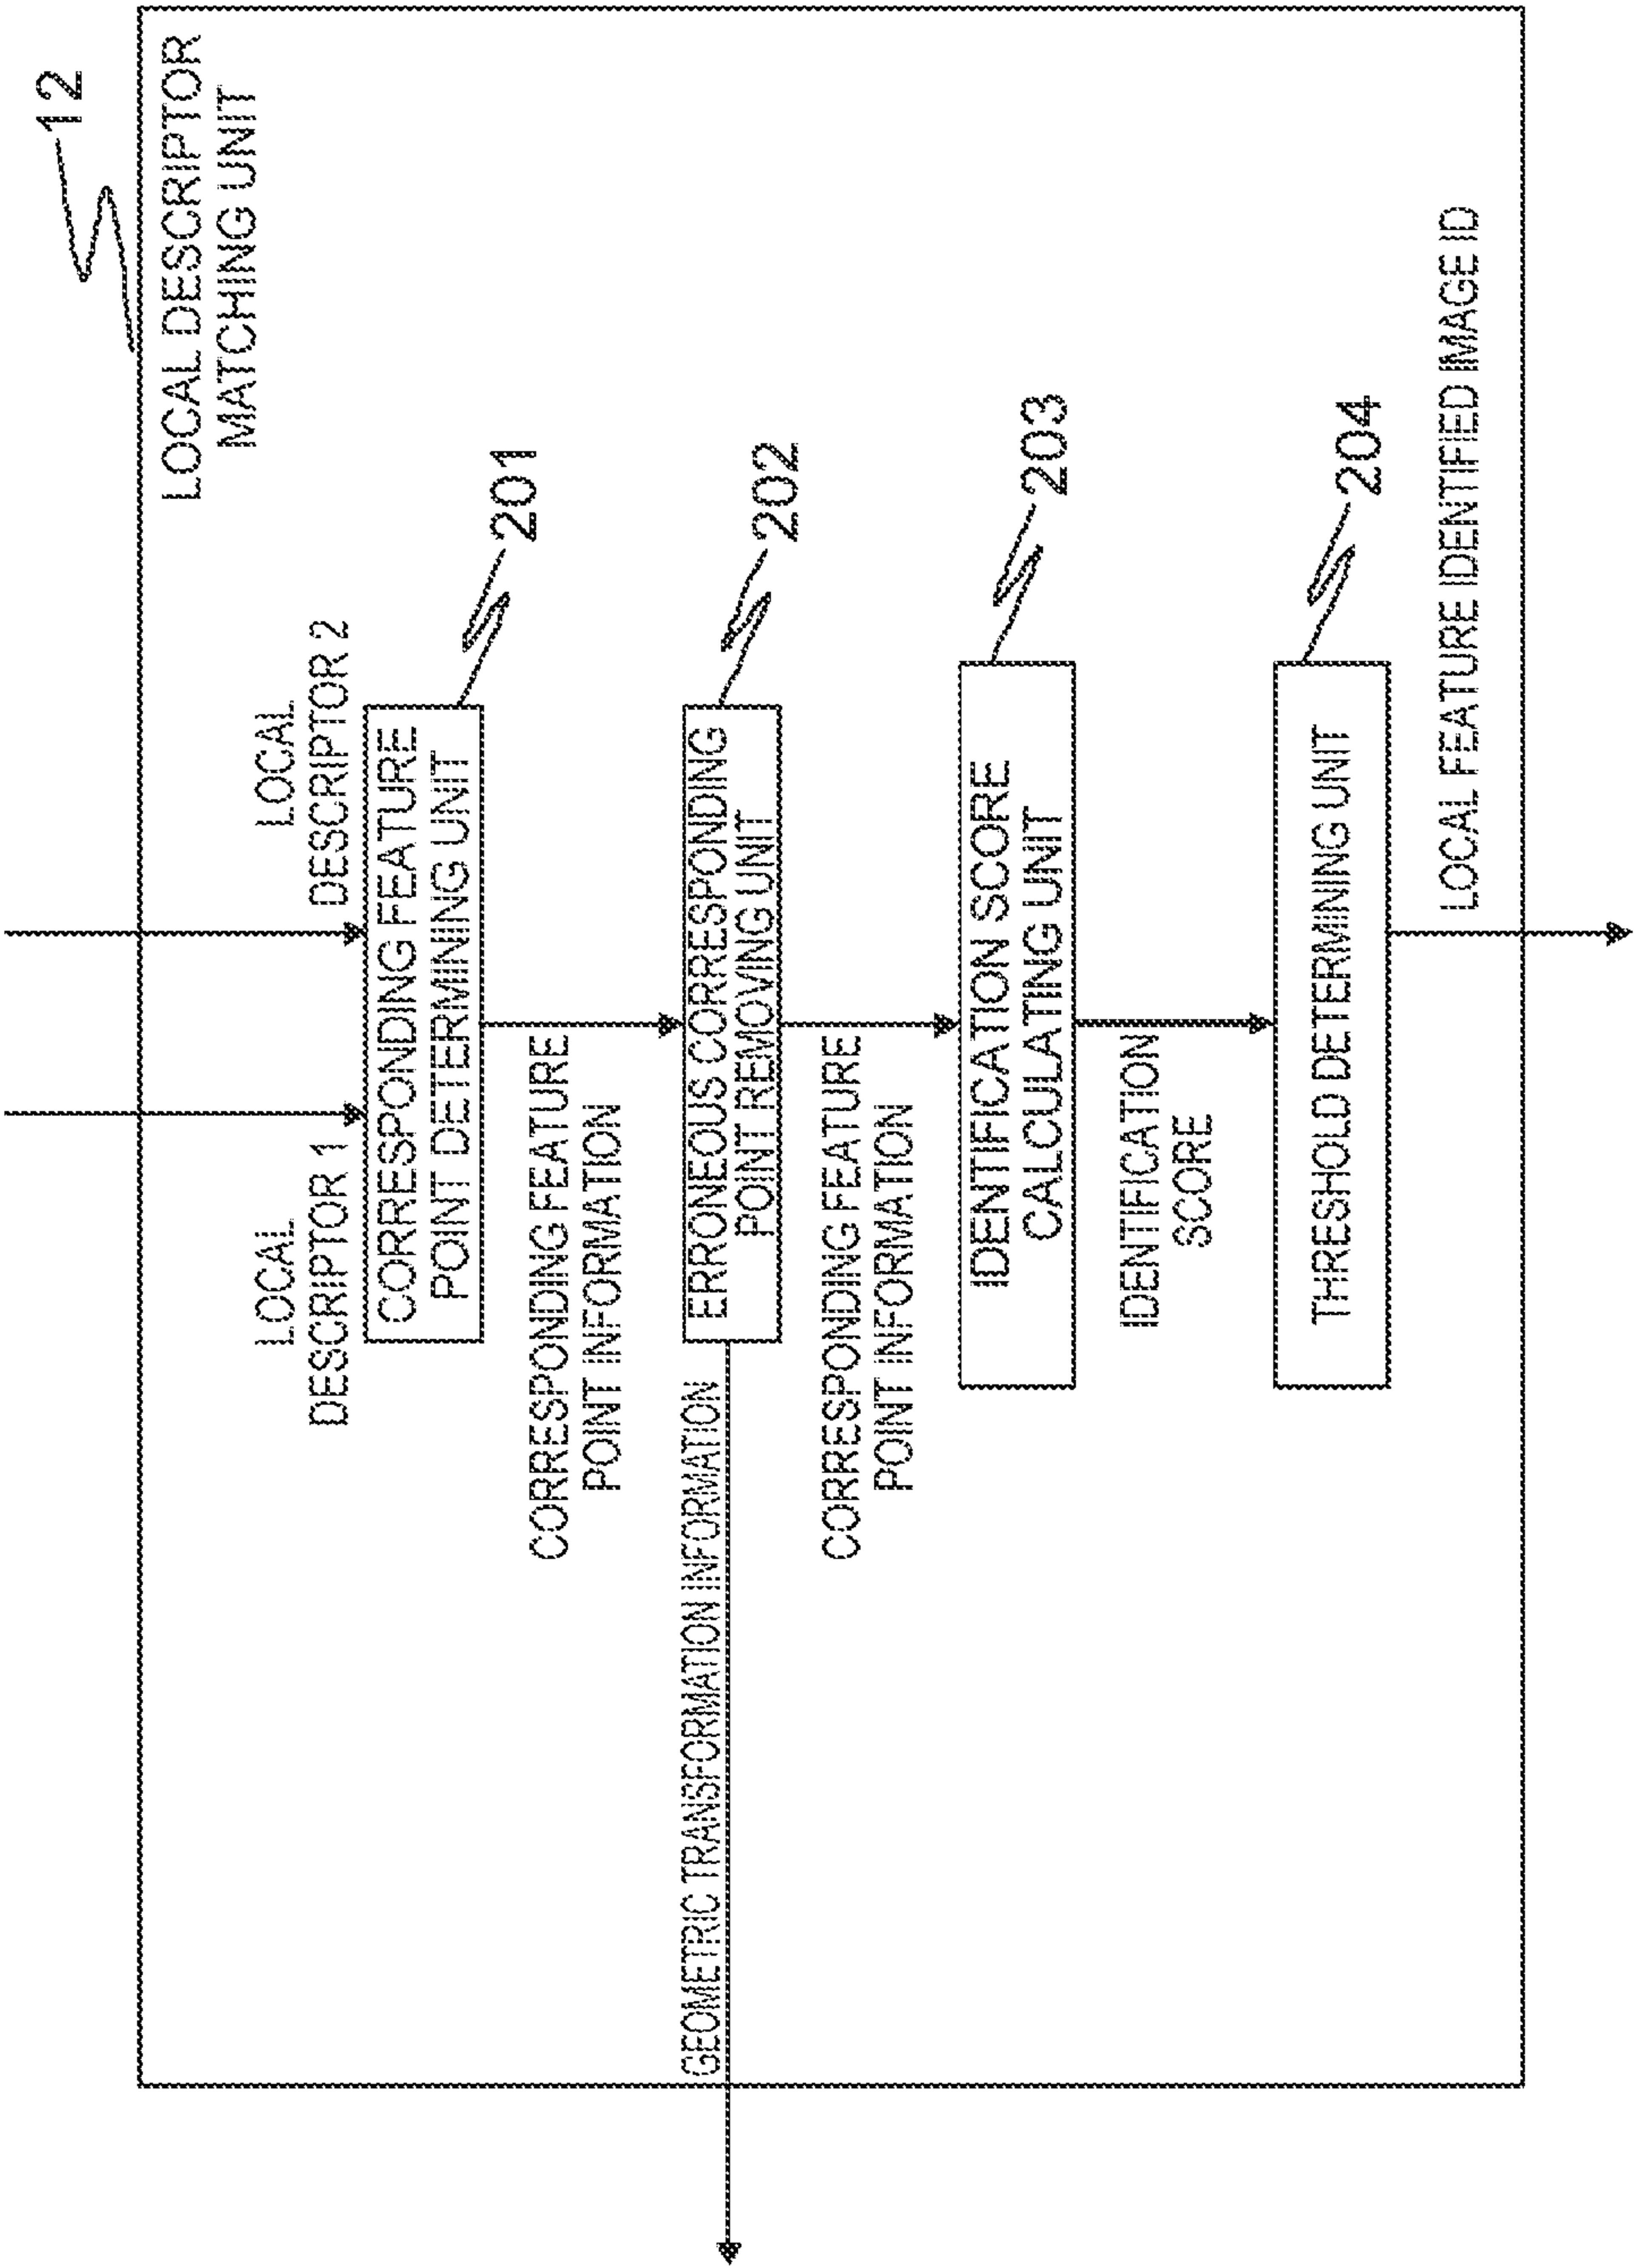 12
LOCAL DESCRIPTOR
MATCHING UNIT
LOCAL
DESCRIPTOR 1
LOCAL
DESCRIPTOR 2
CORRESPONDING FEATURE
POINT DETERMINING UNIT
201
CORRESPONDING FEATURE
POINT INFORMATION
GEOMETRIC TRANSFORMATION INFORMATION
ERRONEOUS CORRESPONDING
POINT REMOVING UNIT
202
CORRESPONDING FEATURE
POINT INFORMATION
IDENTIFICATION SCORE
CALCULATING UNIT
203
IDENTIFICATION
SCORE
THRESHOLD DETERMINING UNIT
204
LOCAL FEATURE IDENTIFIED IMAGE ID